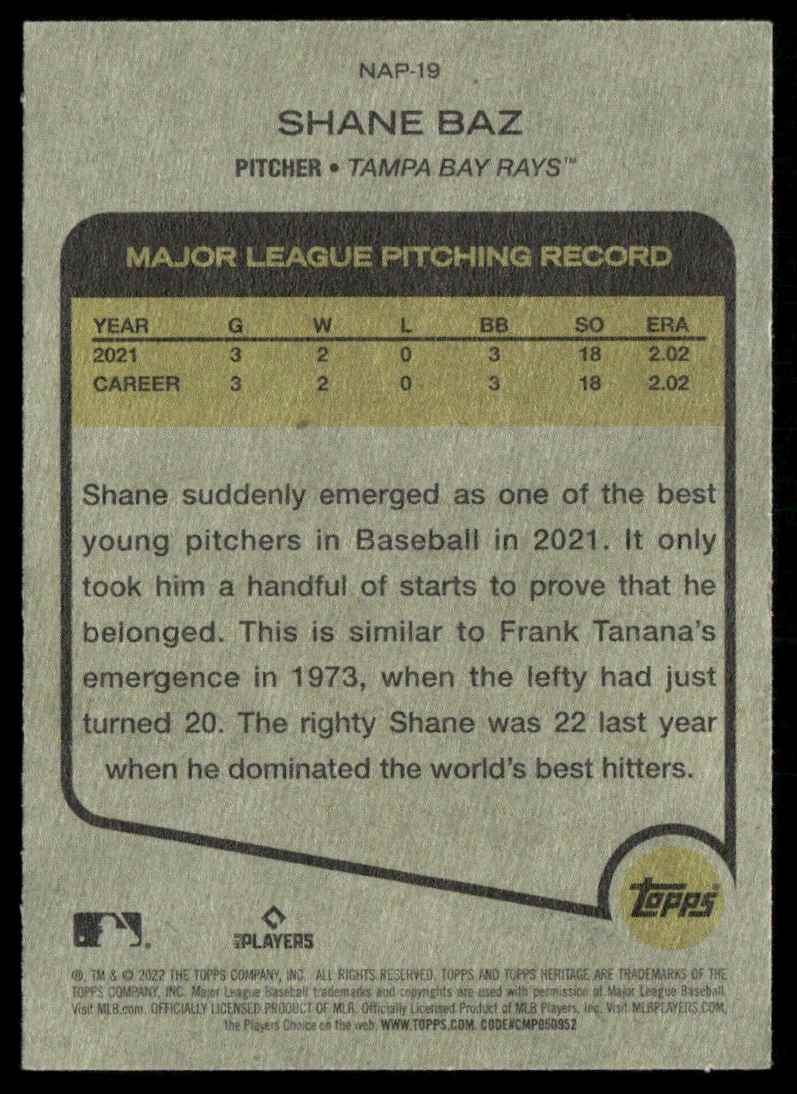 NAP-19
SHANE BAZ
PITCHER • TAMPA BAY RAYS™
MAJOR LEAGUE PITCHING RECORD
YEAR G W L BB SO ERA
2021 3 2 0 3 18 2.02
CAREER 3 2 0 3 18 2.02
Shane suddenly emerged as one of the best
young pitchers in Baseball in 2021. It only
took him a handful of starts to prove that he
belonged. This is similar to Frank Tanana's
emergence in 1973, when the lefty had just
turned 20. The righty Shane was 22 last year
when he dominated the world's best hitters.
topps
PLAYERS
®, TM & © 2022 THE TOPPS COMPANY, INC. ALL RIGHTS RESERVED. TOPPS AND TOPPS HERITAGE ARE TRADEMARKS OF THE
TOPPS COMPANY, INC. Major League Baseball trademarks and copyrights are used with permission of Major League Baseball.
Visit MLB.com. OFFICIALLY LICENSED PRODUCT OF MLB. Officially Licensed Product of MLB Players, Inc. Visit MLBPLAYERS.COM,
the Players Choice on the web. WWW.TOPPS.COM. CODE#CMP050952